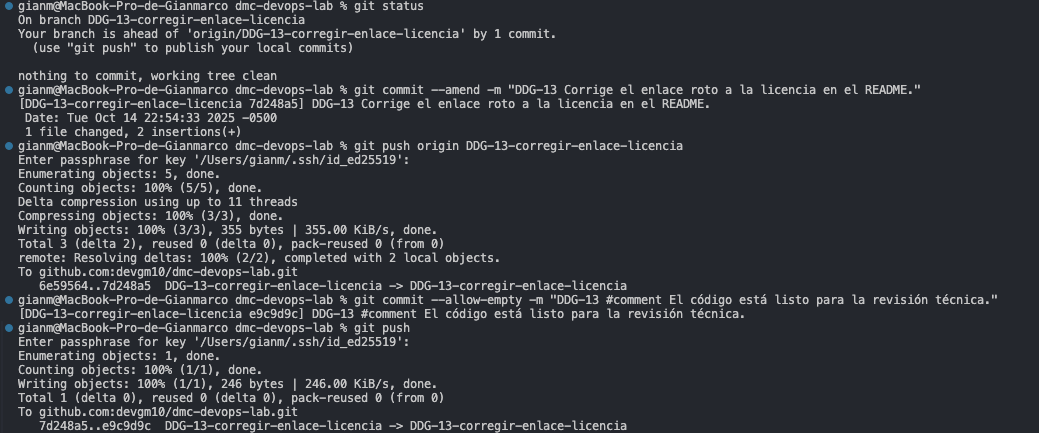 gianm@MacBook-Pro-de-Gianmarco dmc-devops-lab % git status
On branch DDG-13-corregir-enlace-licencia
Your branch is ahead of 'origin/DDG-13-corregir-enlace-licencia' by 1 commit.
  (use "git push" to publish your local commits)
nothing to commit, working tree clean
gianm@MacBook-Pro-de-Gianmarco dmc-devops-lab % git commit --amend -m "DDG-13 Corrige el enlace roto a la licencia en el README."
[DDG-13-corregir-enlace-licencia 7d248a5] DDG-13 Corrige el enlace roto a la licencia en el README.
 Date: Tue Oct 14 22:54:33 2025 -0500
 1 file changed, 2 insertions(+)
gianm@MacBook-Pro-de-Gianmarco dmc-devops-lab % git push origin DDG-13-corregir-enlace-licencia
Enter passphrase for key '/Users/gianm/.ssh/id_ed25519':
Enumerating objects: 5, done.
Counting objects: 100% (5/5), done.
Delta compression using up to 11 threads
Compressing objects: 100% (3/3), done.
Writing objects: 100% (3/3), 355 bytes | 355.00 KiB/s, done.
Total 3 (delta 2), reused 0 (delta 0), pack-reused 0 (from 0)
remote: Resolving deltas: 100% (2/2), completed with 2 local objects.
To github.com:devgm10/dmc-devops-lab.git
   6e59564..7d248a5  DDG-13-corregir-enlace-licencia -> DDG-13-corregir-enlace-licencia
gianm@MacBook-Pro-de-Gianmarco dmc-devops-lab % git commit --allow-empty -m "DDG-13 #comment El código está listo para la revisión técnica."
[DDG-13-corregir-enlace-licencia e9c9d9c] DDG-13 #comment El código está listo para la revisión técnica.
gianm@MacBook-Pro-de-Gianmarco dmc-devops-lab % git push
Enter passphrase for key '/Users/gianm/.ssh/id_ed25519':
Enumerating objects: 1, done.
Counting objects: 100% (1/1), done.
Writing objects: 100% (1/1), 246 bytes | 246.00 KiB/s, done.
Total 1 (delta 0), reused 0 (delta 0), pack-reused 0 (from 0)
To github.com:devgm10/dmc-devops-lab.git
   7d248a5..e9c9d9c  DDG-13-corregir-enlace-licencia -> DDG-13-corregir-enlace-licencia